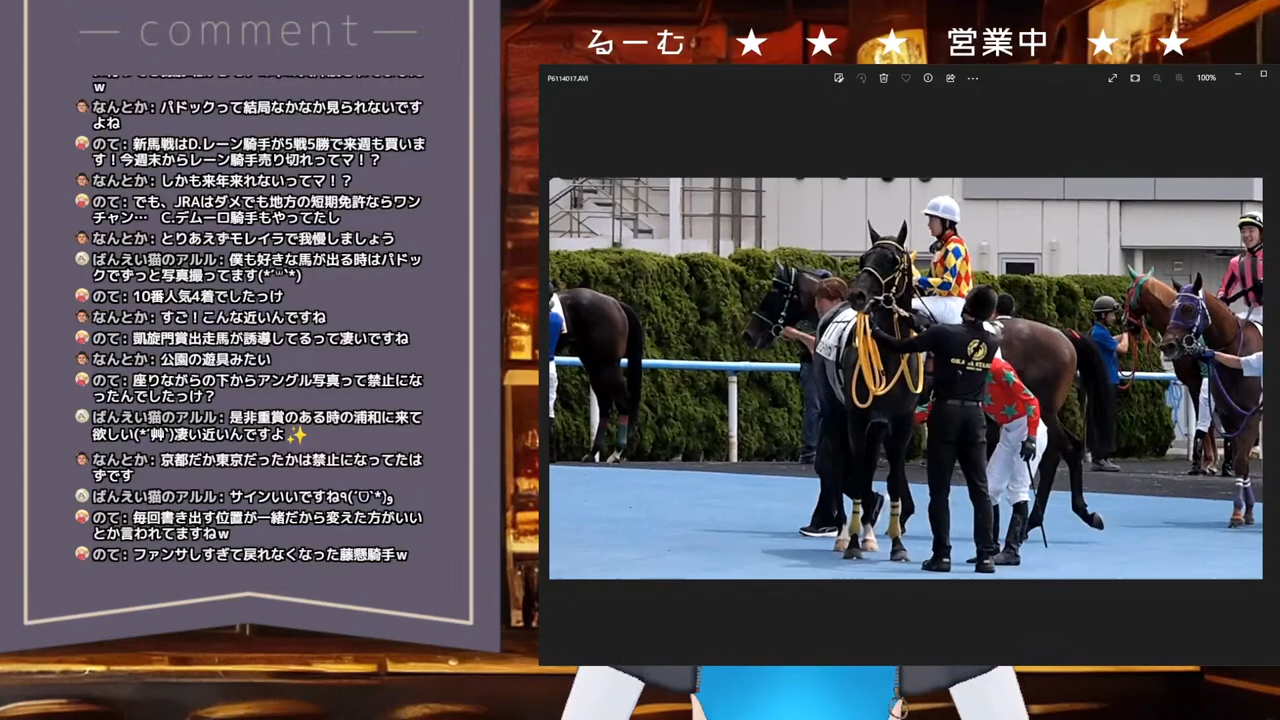 — comment —
るーむ ★ ★ ★ 営業中 ★ ★
P6114017.AVI
100%
w
なんとか: パドックって結局なかなか見られないです
よね
のて: 新馬戦はD.レーン騎手が5戦5勝で来週も買いま
す！今週末からレーン騎手売り切れってマ！？
なんとか: しかも来年来れないってマ！？
のて: でも、JRAはダメでも地方の短期免許ならワン
チャン… C.デムーロ騎手もやってたし
なんとか: とりあえずモレイラで我慢しましょう
ばんえい猫のアルル: 僕も好きな馬が出る時はパドッ
クでずっと写真撮ってます(*´꒳`*)
のて: 10番人気4着でしたっけ
なんとか: すご！こんな近いんですね
のて: 凱旋門賞出走馬が誘導してるって凄いですね
なんとか: 公園の遊具みたい
のて: 座りながらの下からアングル写真って禁止にな
ったんでしたっけ？
ばんえい猫のアルル: 是非重賞のある時の浦和に来て
欲しい(*´艸`)凄い近いんですよ✨
なんとか: 京都だか東京だったかは禁止になってたは
ずです
ばんえい猫のアルル: サインいいですね٩(ˊᗜˋ*)و
のて: 毎回書き出す位置が一緒だから変えた方がいい
とか言われてますねw
のて: ファンサしすぎて戻れなくなった藤懸騎手w